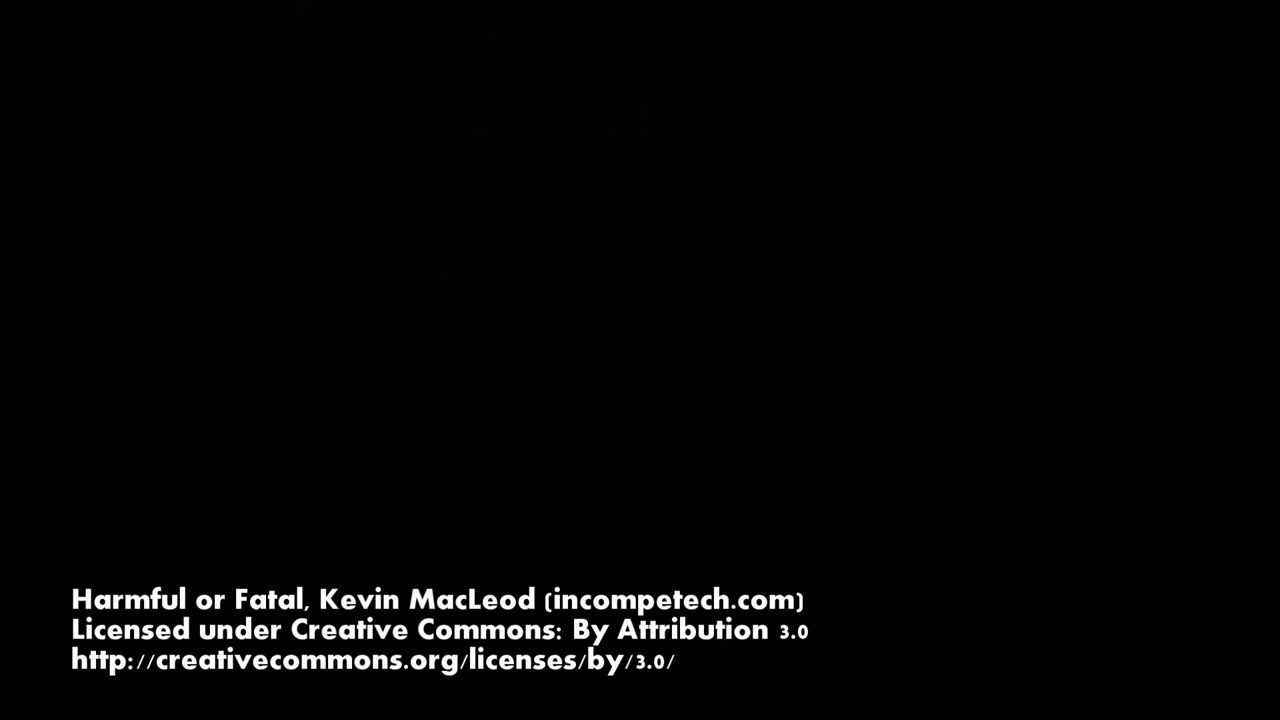 Harmful or Fatal, Kevin MacLeod (incompetech.com)
Licensed under Creative Commons: By Attribution 3.0
http://creativecommons.org/licenses/by/3.0/